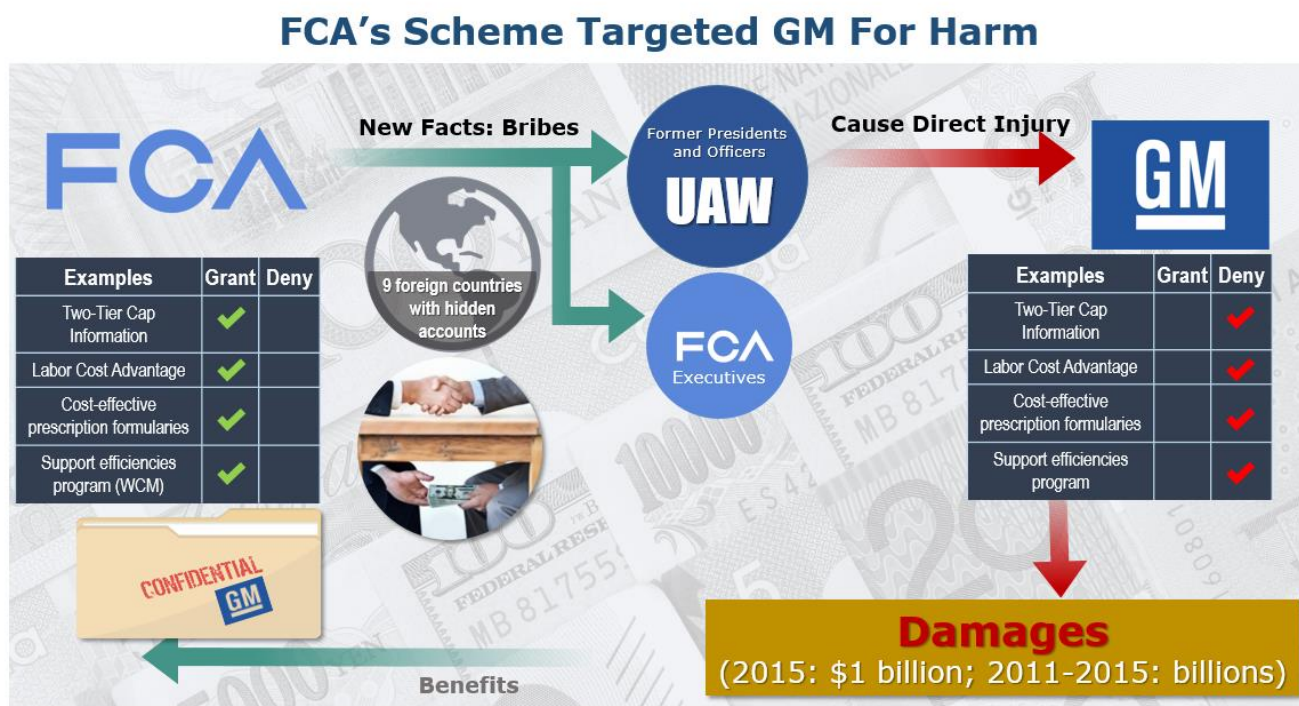 FCA's Scheme Targeted GM For Harm
FCA
New Facts: Bribes
Former Presidents
and Officers
UAW
Cause Direct Injury
GM
9 foreign countries
with hidden
accounts
FCA
Executives
Examples Grant Deny
Two-Tier Cap
Information
Labor Cost Advantage
Cost-effective
prescription formularies
Support efficiencies
program (WCM)
Examples Grant Deny
Two-Tier Cap
Information
Labor Cost Advantage
Cost-effective
prescription formularies
Support efficiencies
program
CONFIDENTIAL
GM
Benefits
Damages
(2015: $1 billion; 2011-2015: billions)